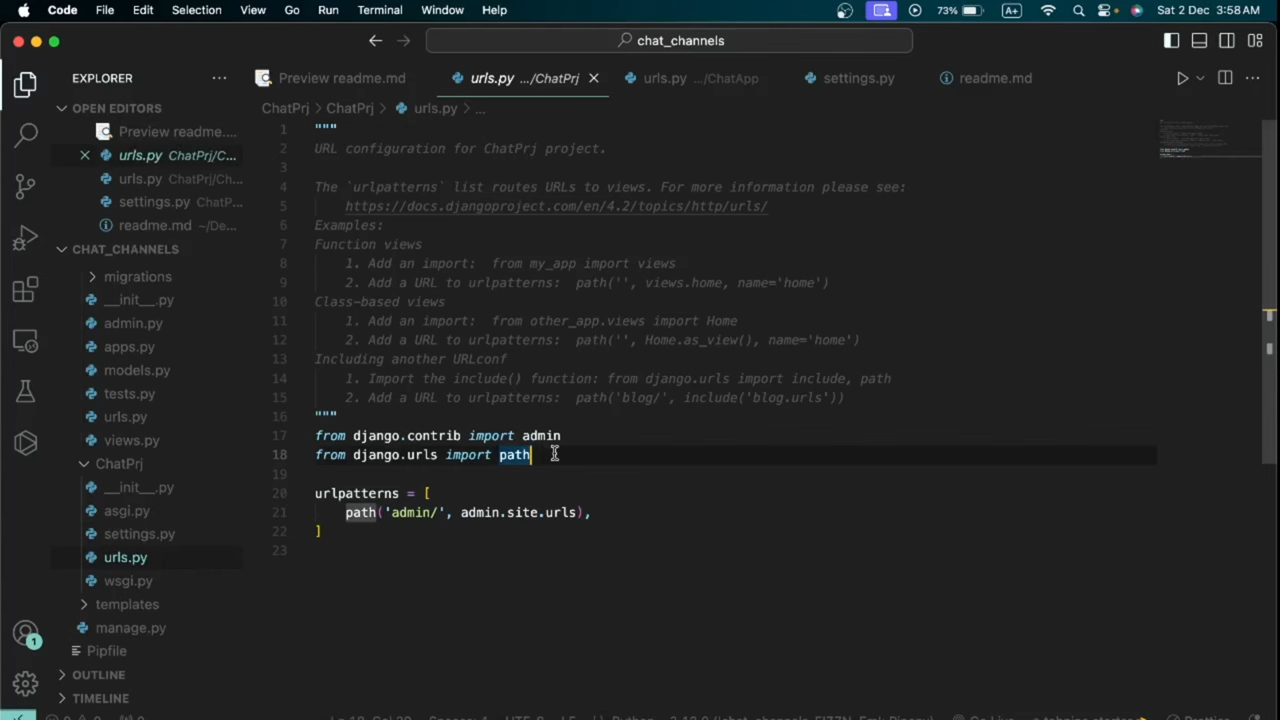 Code File Edit Selection View Go Run Terminal Window Help 73% A+ Sat 2 Dec 3:58 AM
chat_channels
EXPLORER
Preview readme.md
urls.py .../ChatPrj
urls.py .../ChatApp
settings.py
readme.md
OPEN EDITORS
Preview readme....
urls.py ChatPrj/C...
urls.py ChatPrj/Ch...
settings.py ChatP...
readme.md ~/De...
CHAT_CHANNELS
migrations
__init__.py
admin.py
apps.py
models.py
tests.py
urls.py
views.py
ChatPrj
__init__.py
asgi.py
settings.py
urls.py
wsgi.py
templates
manage.py
Pipfile
OUTLINE
TIMELINE
1
ChatPrj > ChatPrj > urls.py > ...
1 """
2 URL configuration for ChatPrj project.
3
4 The `urlpatterns` list routes URLs to views. For more information please see:
5 https://docs.djangoproject.com/en/4.2/topics/http/urls/
6 Examples:
7 Function views
8 1. Add an import:  from my_app import views
9 2. Add a URL to urlpatterns:  path('', views.home, name='home')
10 Class-based views
11 1. Add an import:  from other_app.views import Home
12 2. Add a URL to urlpatterns:  path('', Home.as_view(), name='home')
13 Including another URLconf
14 1. Import the include() function: from django.urls import include, path
15 2. Add a URL to urlpatterns:  path('blog/', include('blog.urls'))
16 """
17 from django.contrib import admin
18 from django.urls import path
19
20 urlpatterns = [
21 path('admin/', admin.site.urls),
22 ]
23